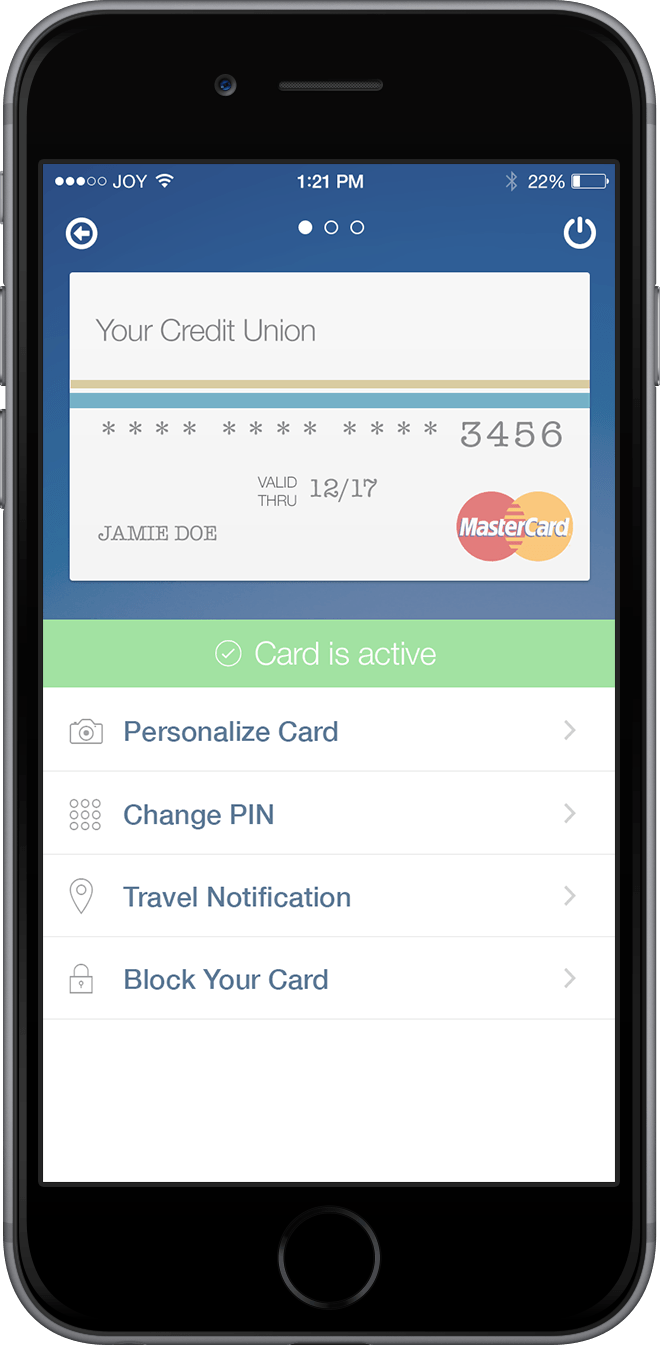 JOY 1:21 PM 22%
Your Credit Union
**** **** **** 3456
VALID THRU 12/17
JAMIE DOE
MasterCard
Card is active
Personalize Card
Change PIN
Travel Notification
Block Your Card